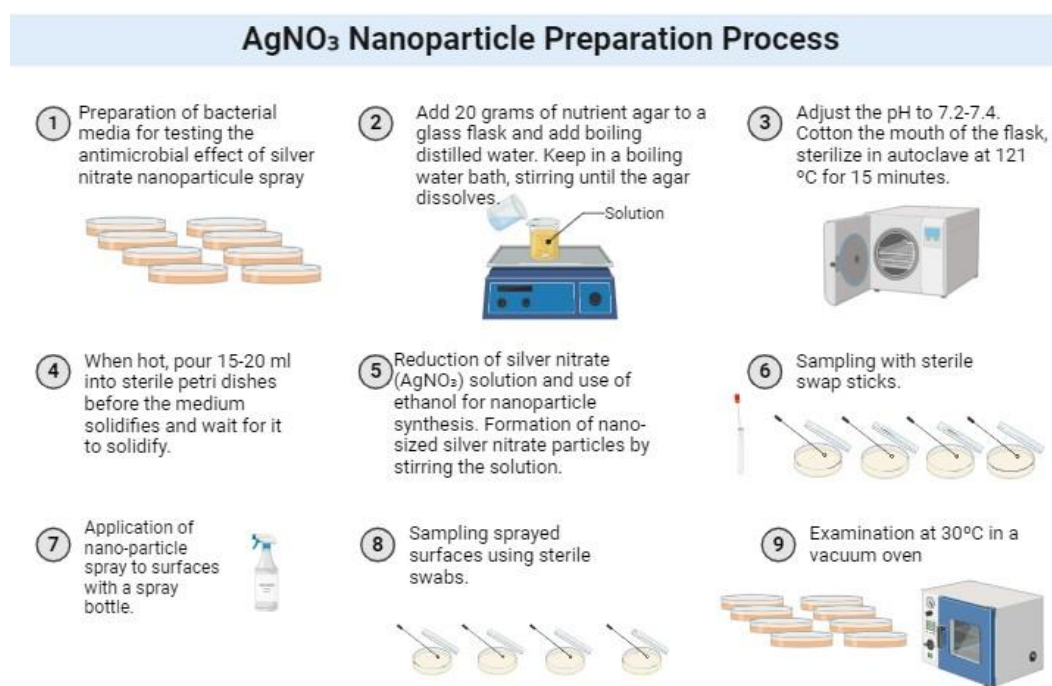 AgNO₃ Nanoparticle Preparation Process
1
Preparation of bacterial
media for testing the
antimicrobial effect of silver
nitrate nanoparticule spray
2
Add 20 grams of nutrient agar to a
glass flask and add boiling
distilled water. Keep in a boiling
water bath, stirring until the agar
dissolves.
Solution
3
Adjust the pH to 7.2-7.4.
Cotton the mouth of the flask,
sterilize in autoclave at 121
ºC for 15 minutes.
4
When hot, pour 15-20 ml
into sterile petri dishes
before the medium
solidifies and wait for it
to solidify.
5
Reduction of silver nitrate
(AgNO₃) solution and use of
ethanol for nanoparticle
synthesis. Formation of nano-
sized silver nitrate particles by
stirring the solution.
6
Sampling with sterile
swap sticks.
7
Application of
nano-particle
spray to surfaces
with a spray
bottle.
8
Sampling sprayed
surfaces using sterile
swabs.
9
Examination at 30ºC in a
vacuum oven